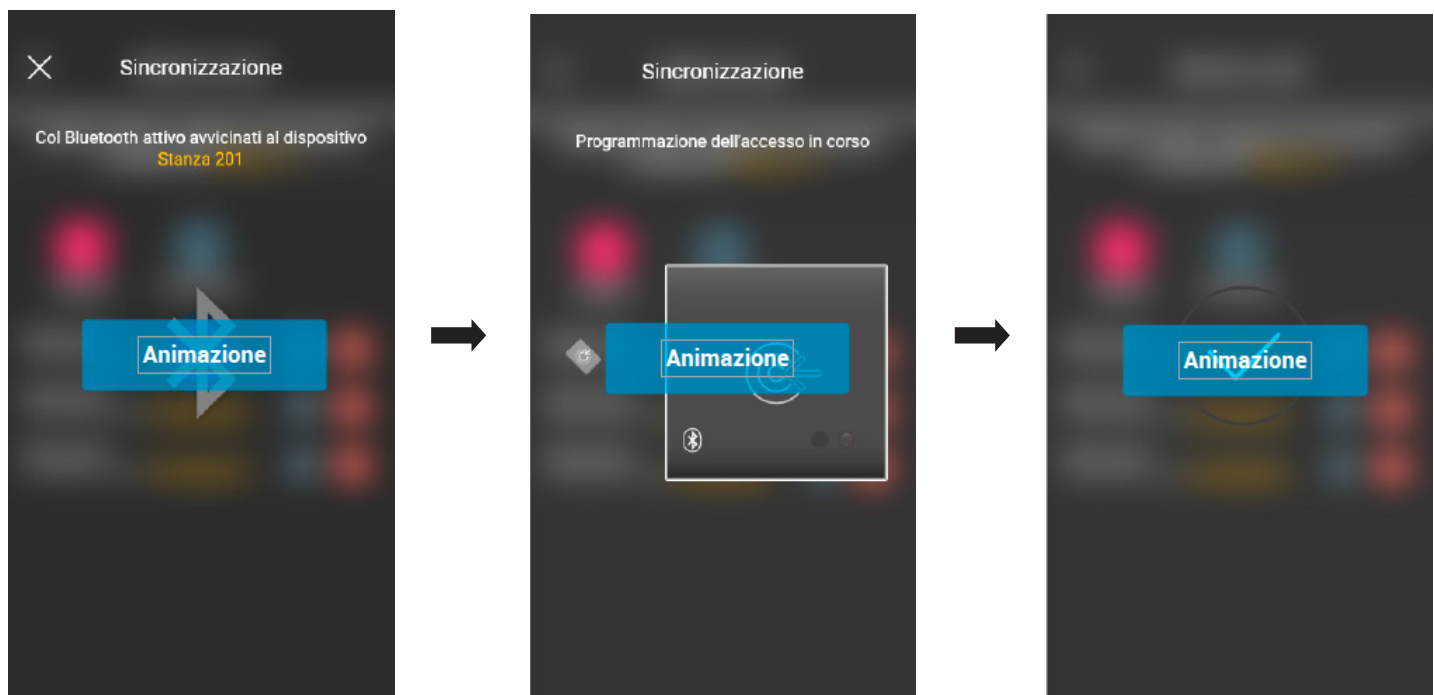 Sincronizzazione
Col Bluetooth attivo avvicinati al dispositivo
Stanza 201
Animazione
Sincronizzazione
Programmazione dell'accesso in corso
Animazione
Animazione